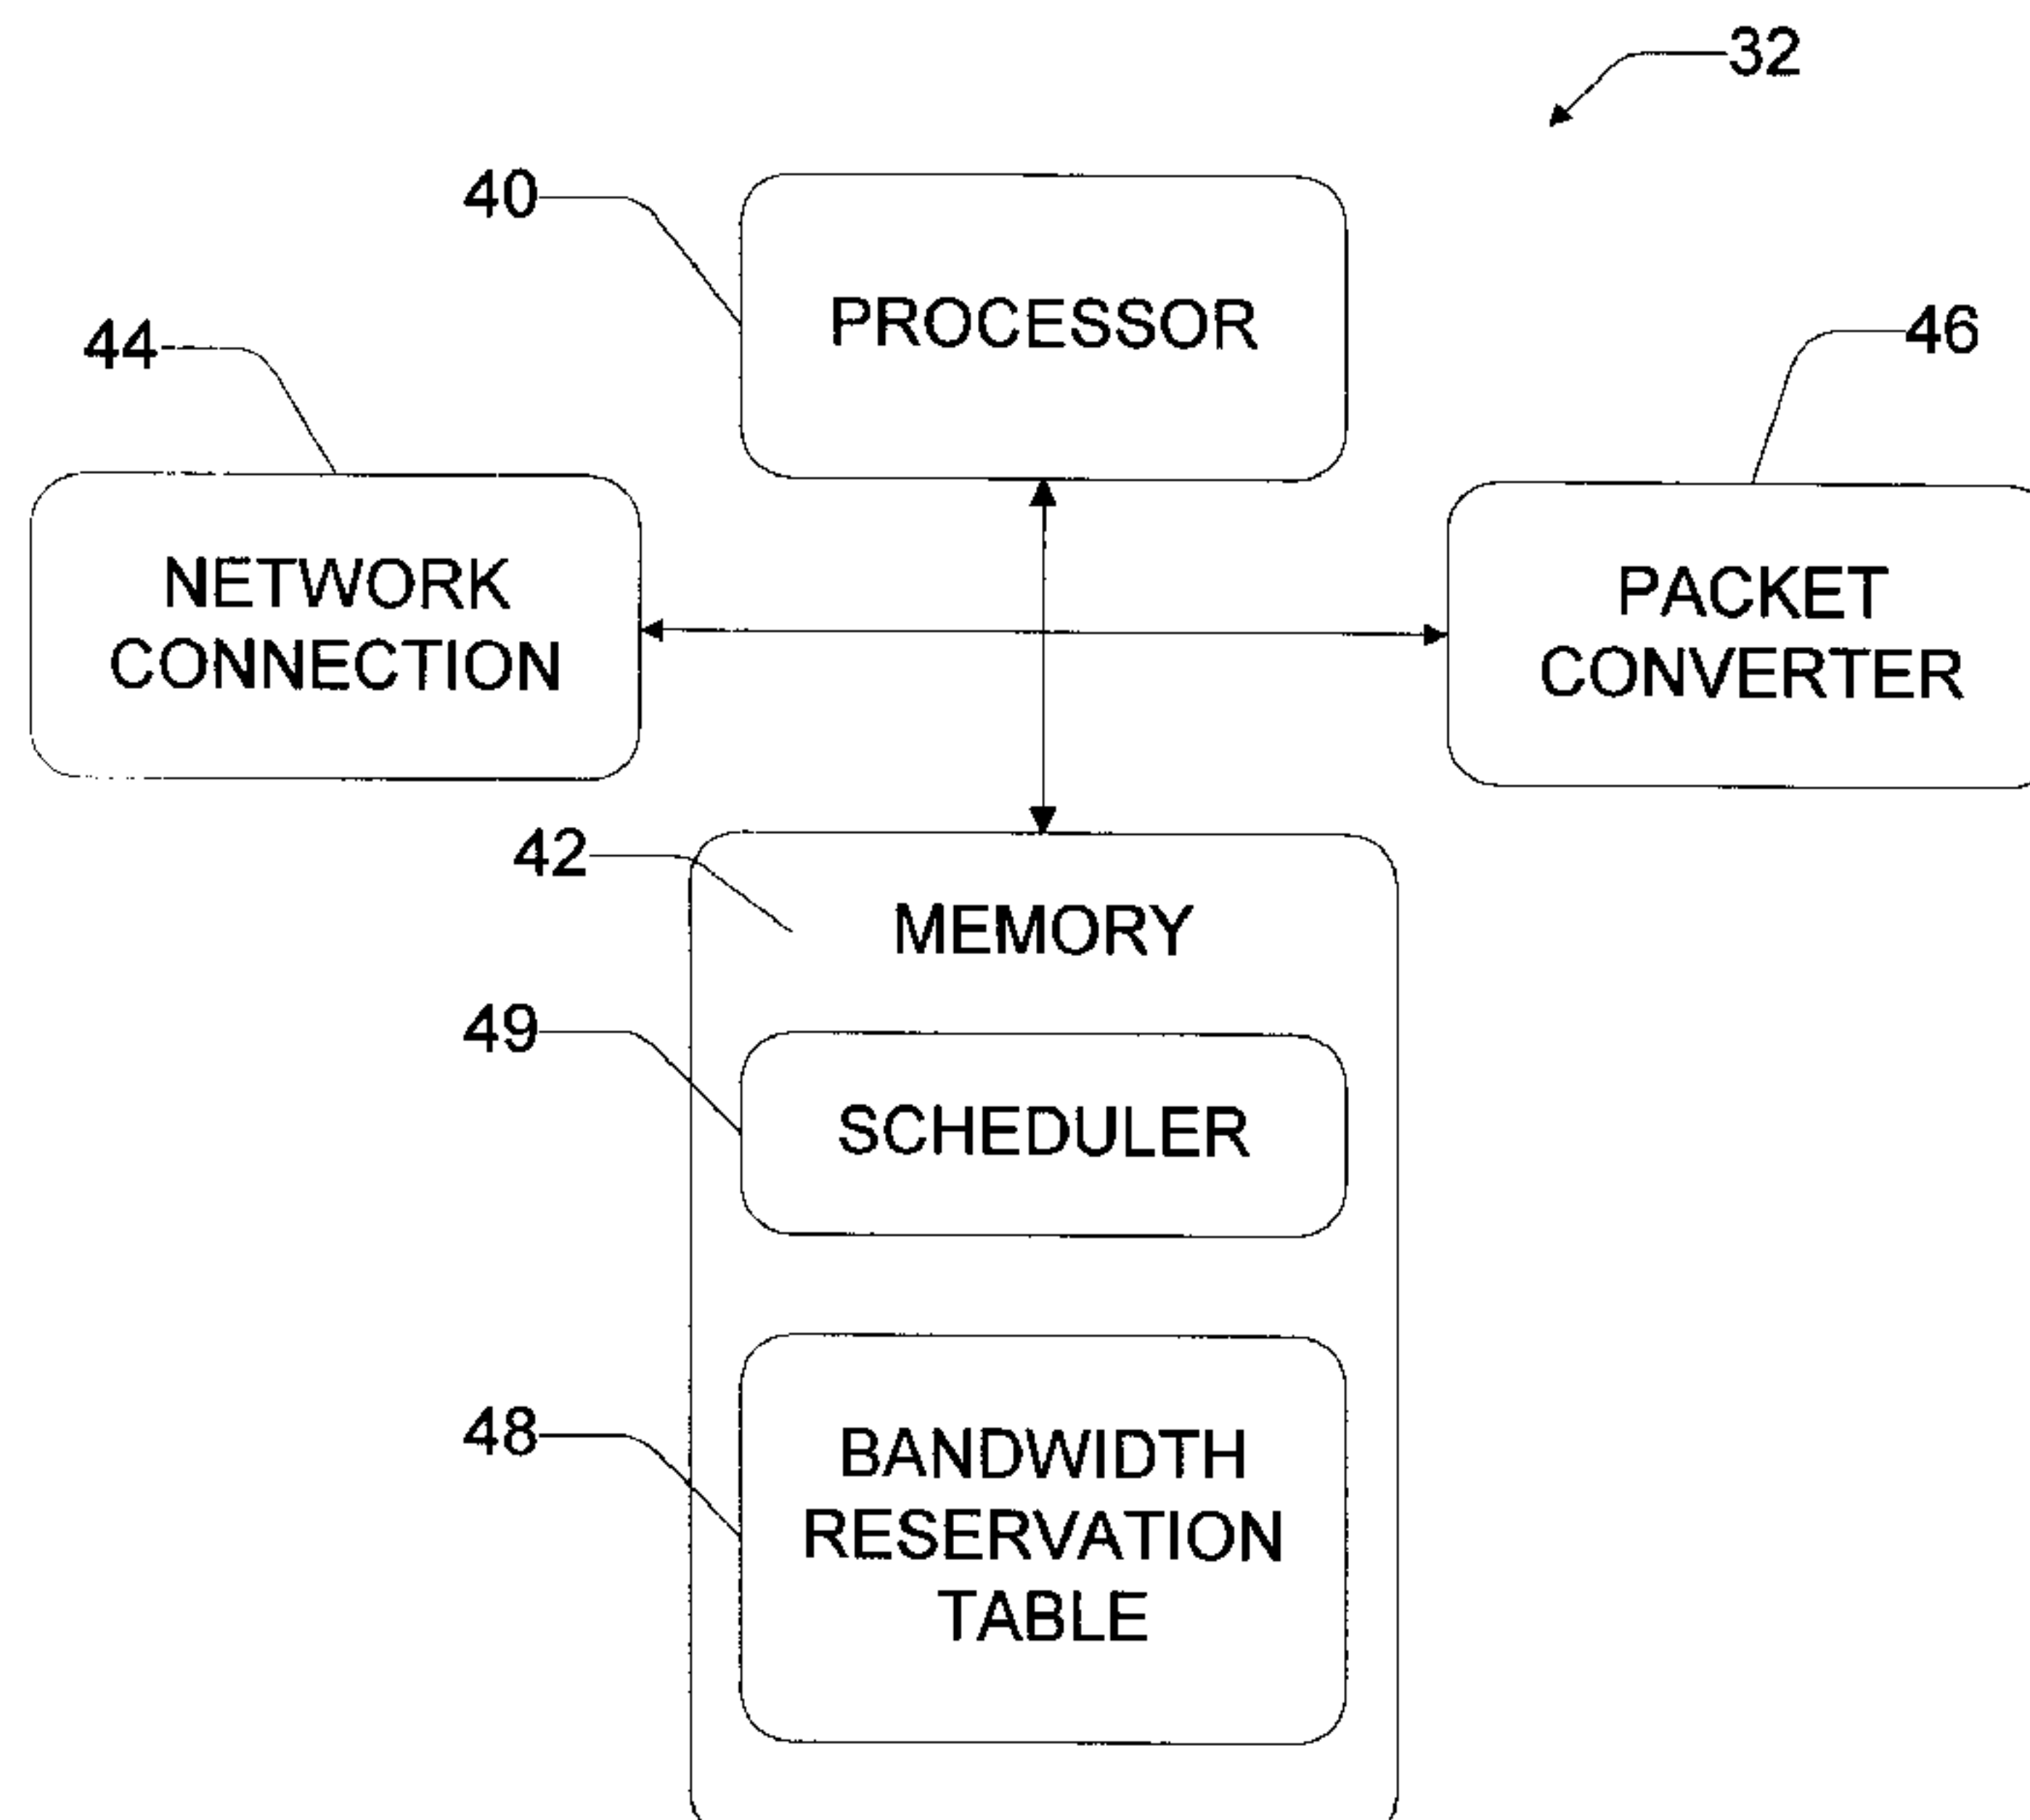 32
40
PROCESSOR
44
46
NETWORK
CONNECTION
PACKET
CONVERTER
42
MEMORY
49
SCHEDULER
48
BANDWIDTH
RESERVATION
TABLE